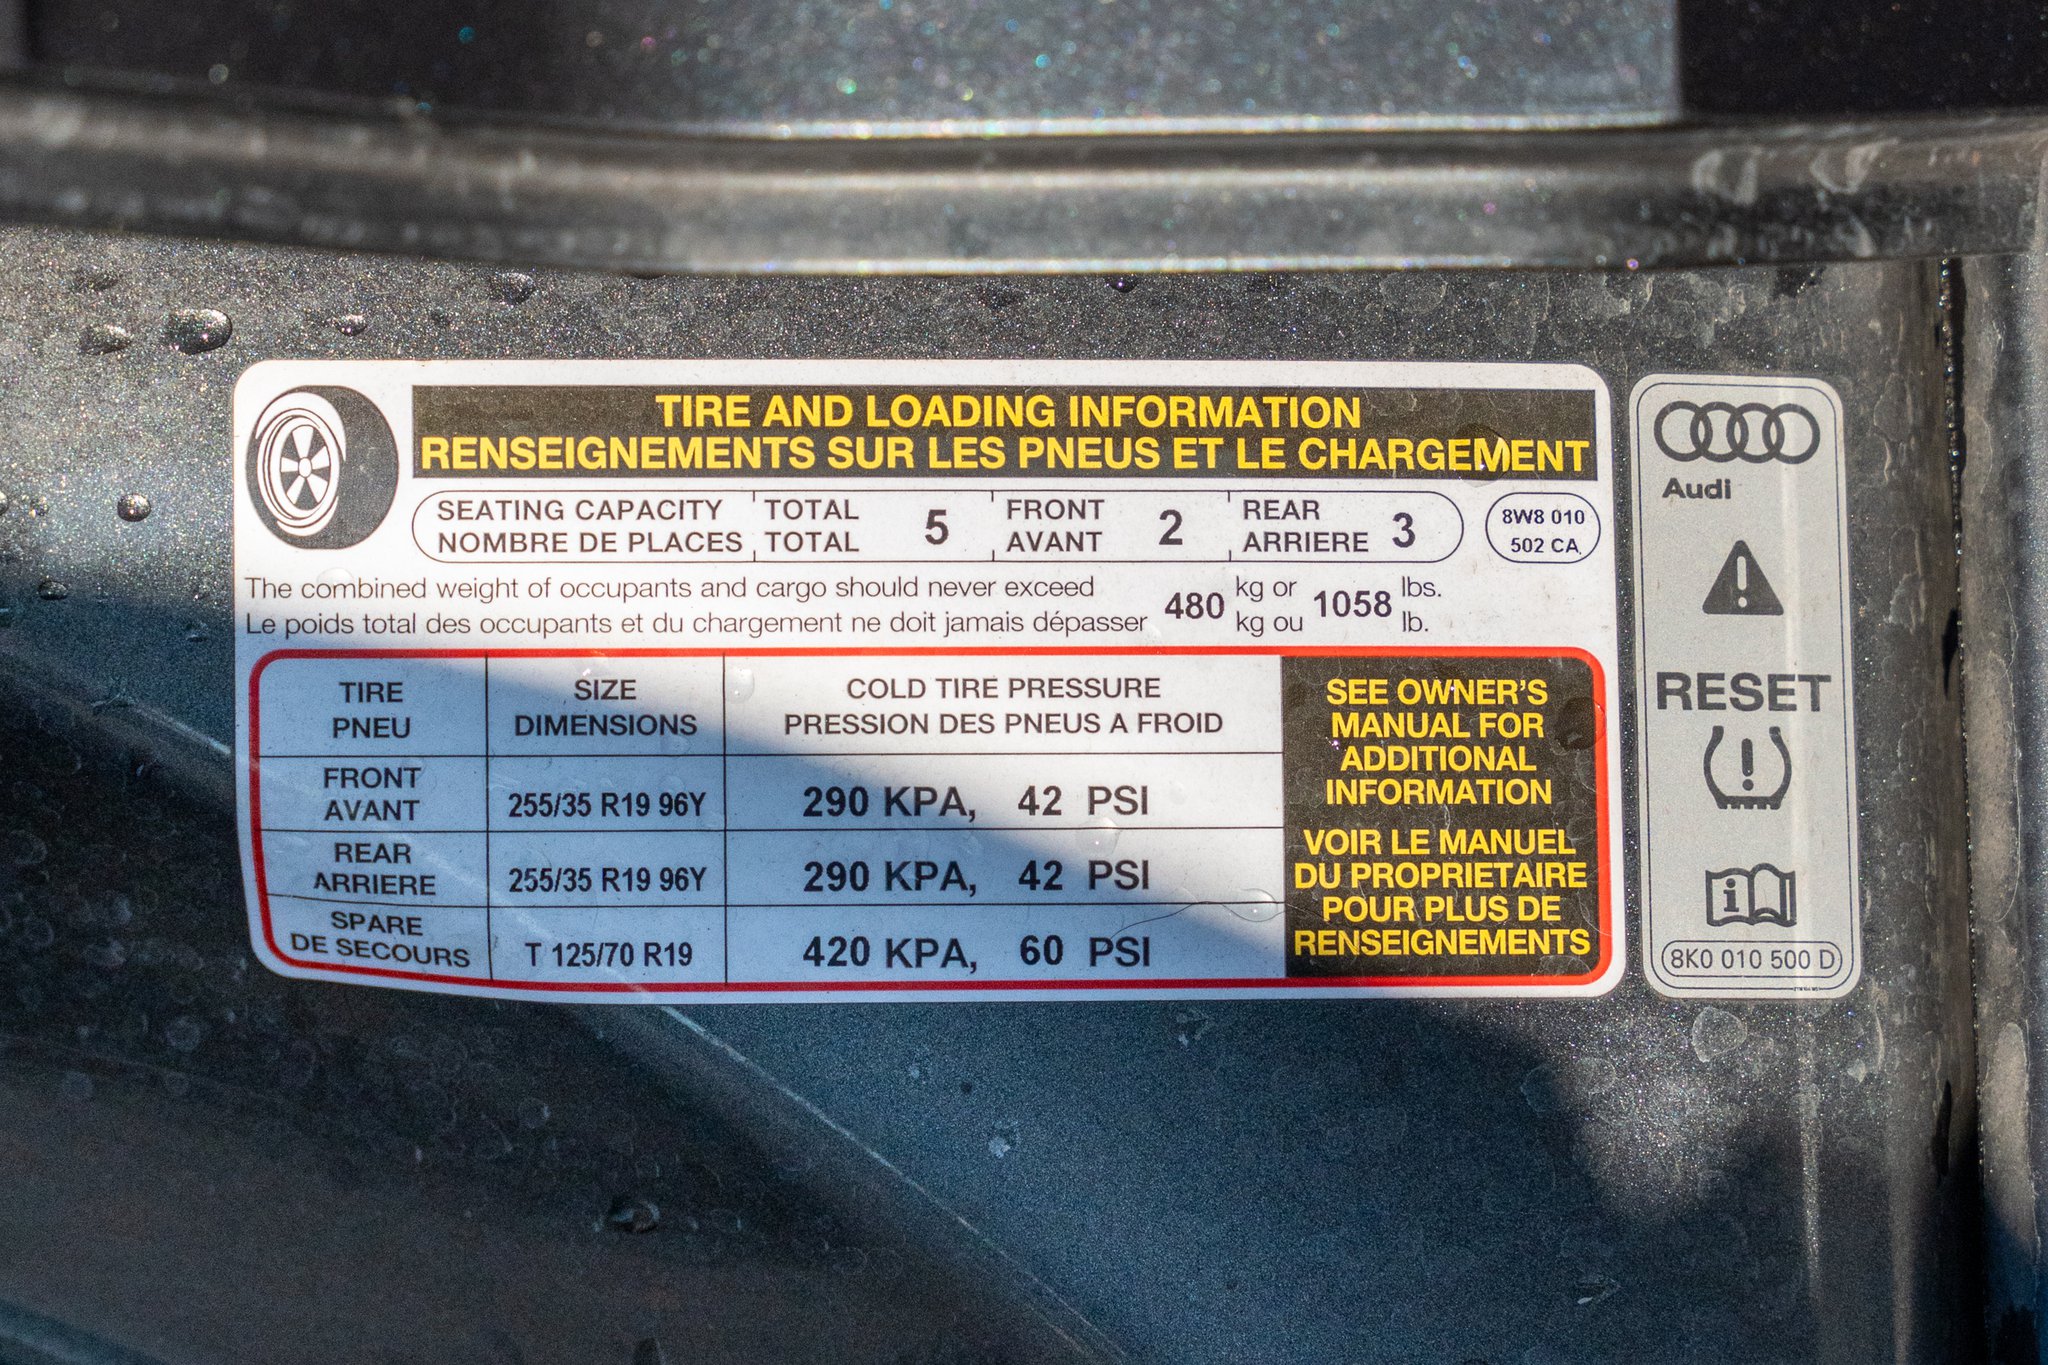 TIRE AND LOADING INFORMATION
RENSEIGNEMENTS SUR LES PNEUS ET LE CHARGEMENT
SEATING CAPACITY TOTAL 5 FRONT 2 REAR 3
NOMBRE DE PLACES TOTAL AVANT ARRIERE
8W8 010
502 CA
The combined weight of occupants and cargo should never exceed 480 kg or 1058 lbs.
Le poids total des occupants et du chargement ne doit jamais dépasser kg ou lb.
TIRE SIZE COLD TIRE PRESSURE
PNEU DIMENSIONS PRESSION DES PNEUS A FROID
FRONT
AVANT 255/35 R19 96Y 290 KPA, 42 PSI
REAR
ARRIERE 255/35 R19 96Y 290 KPA, 42 PSI
SPARE
DE SECOURS T 125/70 R19 420 KPA, 60 PSI
SEE OWNER'S
MANUAL FOR
ADDITIONAL
INFORMATION
VOIR LE MANUEL
DU PROPRIETAIRE
POUR PLUS DE
RENSEIGNEMENTS
Audi
RESET
8K0 010 500 D